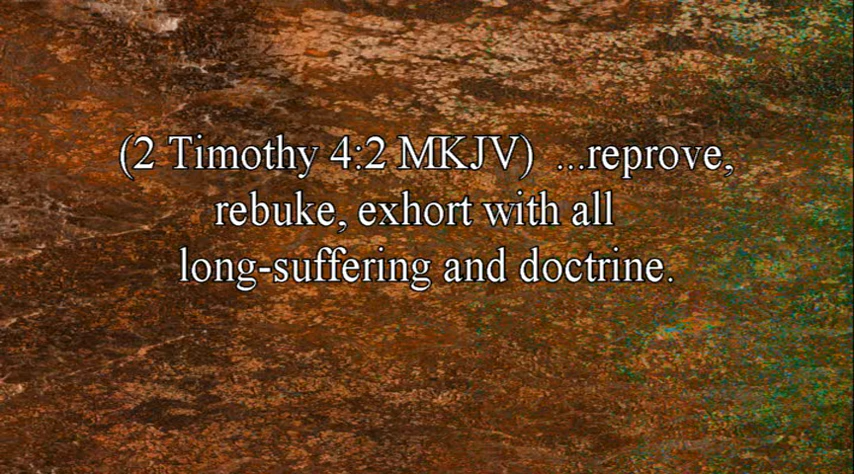 (2 Timothy 4:2 MKJV)  ...reprove,
rebuke, exhort with all
long-suffering and doctrine.